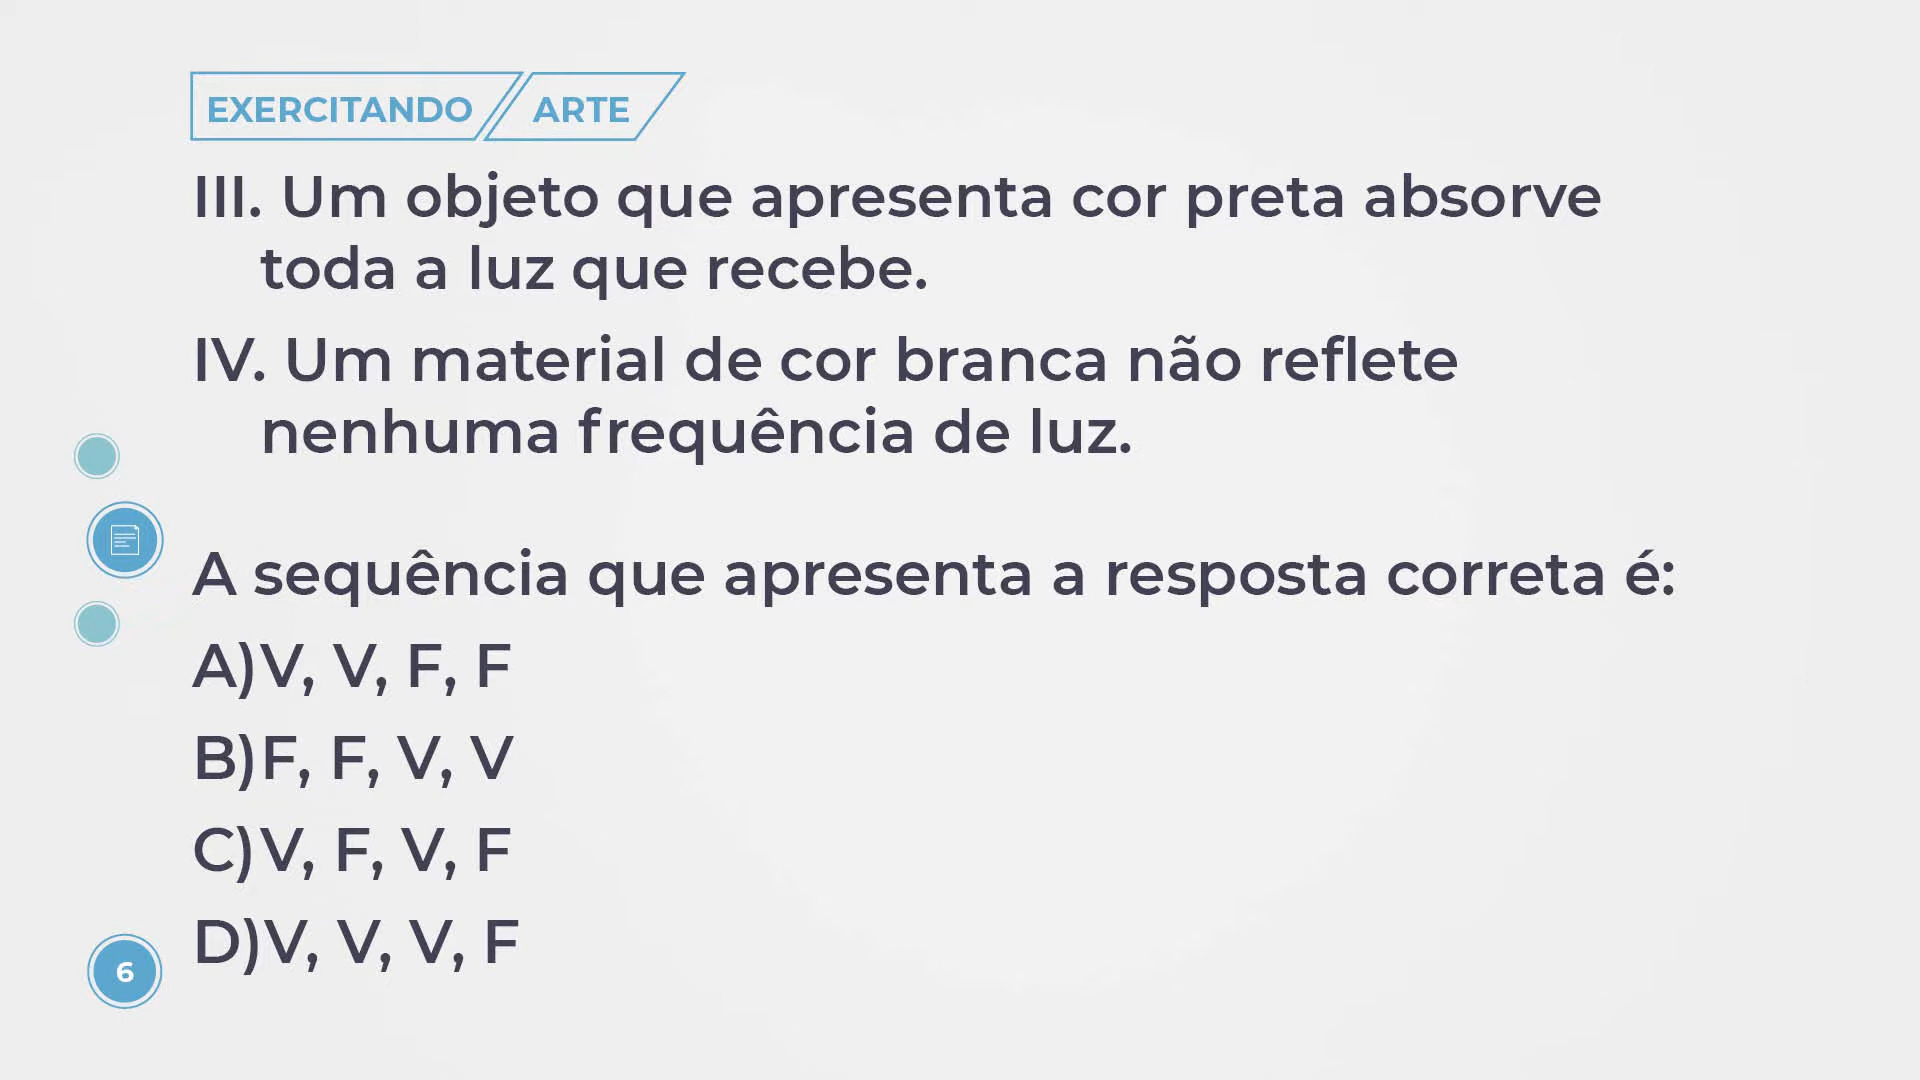 EXERCITANDO ARTE
III. Um objeto que apresenta cor preta absorve
toda a luz que recebe.
IV. Um material de cor branca não reflete
nenhuma frequência de luz.
A sequência que apresenta a resposta correta é:
A)V, V, F, F
B)F, F, V, V
C)V, F, V, F
D)V, V, V, F
6